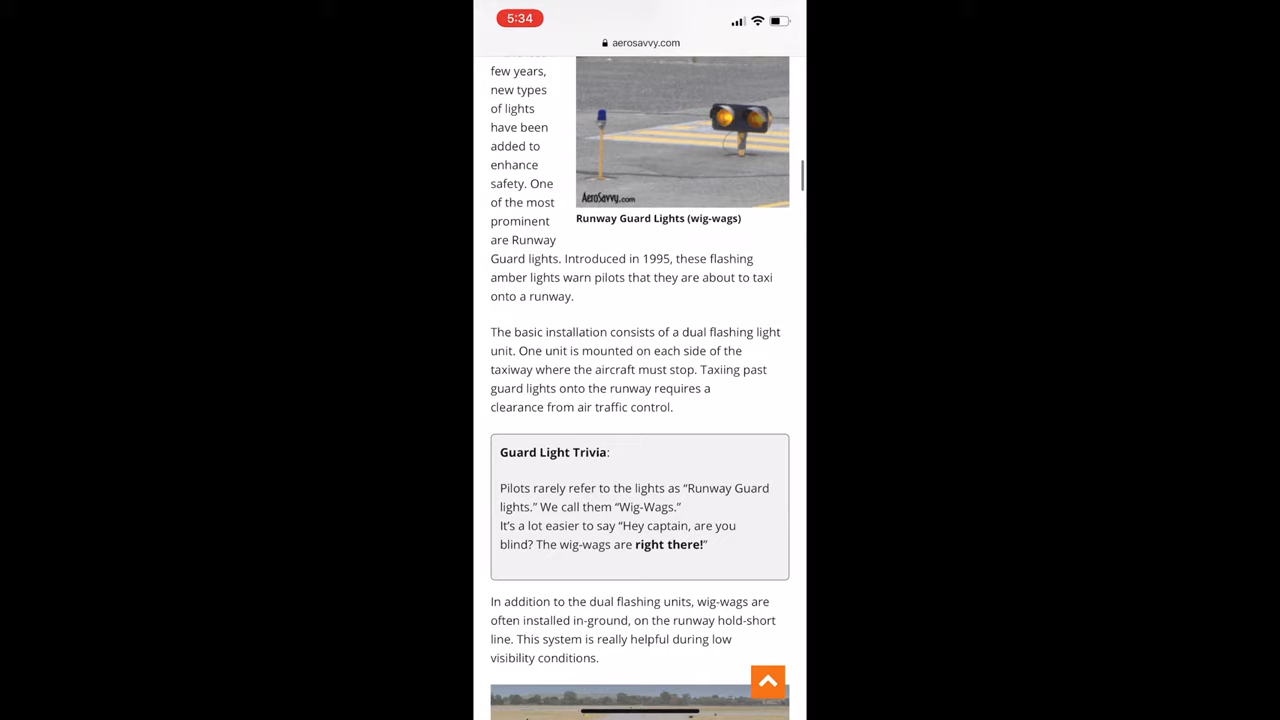 5:34
aerosavvy.com
few years,
new types
of lights
have been
added to
enhance
safety. One
of the most
prominent
are Runway
AeroSavvy.com
Runway Guard Lights (wig-wags)
Guard lights. Introduced in 1995, these flashing
amber lights warn pilots that they are about to taxi
onto a runway.
The basic installation consists of a dual flashing light
unit. One unit is mounted on each side of the
taxiway where the aircraft must stop. Taxiing past
guard lights onto the runway requires a
clearance from air traffic control.
Guard Light Trivia:
Pilots rarely refer to the lights as “Runway Guard
lights.” We call them “Wig-Wags.”
It’s a lot easier to say “Hey captain, are you
blind? The wig-wags are right there!”
In addition to the dual flashing units, wig-wags are
often installed in-ground, on the runway hold-short
line. This system is really helpful during low
visibility conditions.